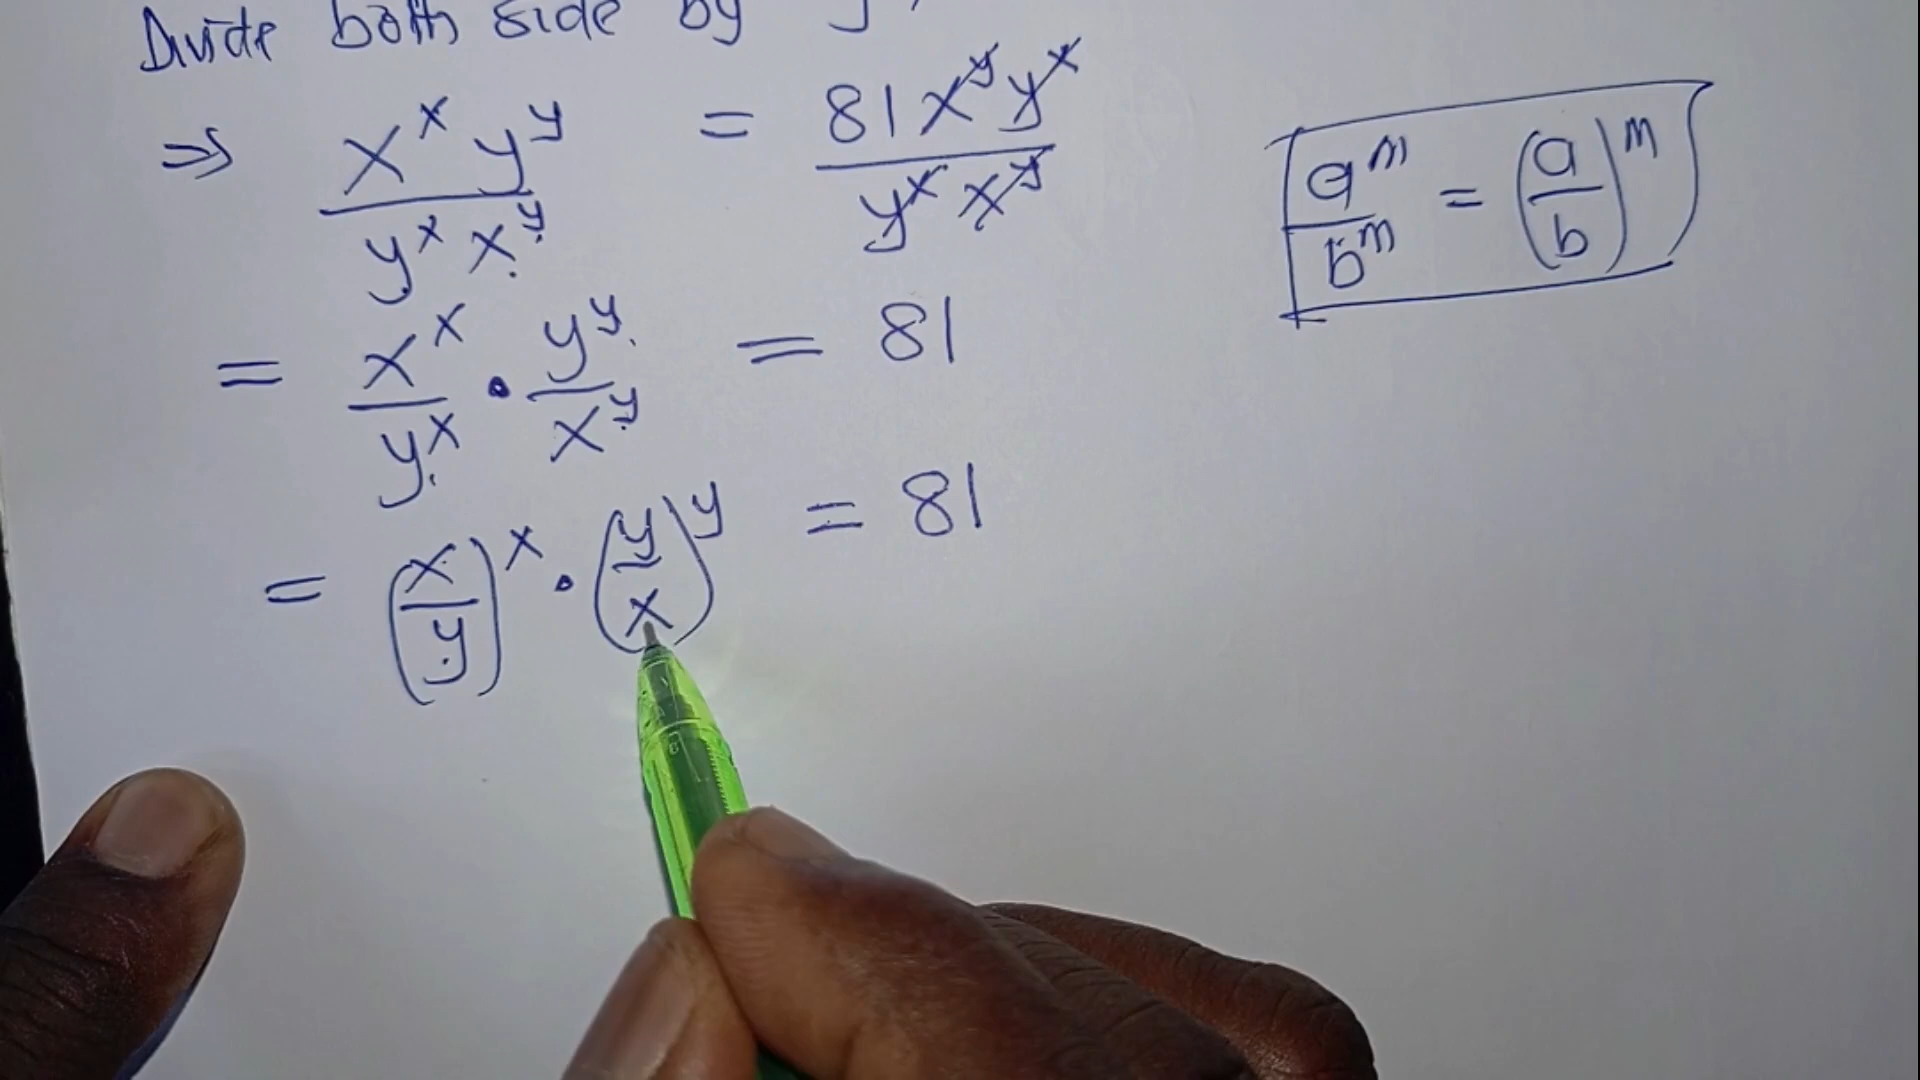 Divide both side by y
⇒ x^x y^y / y^x x^y = 81 x^y y^x / y^x x^y
= x^x / y^x • y^y / x^y = 81
= (x/y)^x • (y/x)^y = 81
a^m / b^m = (a/b)^m